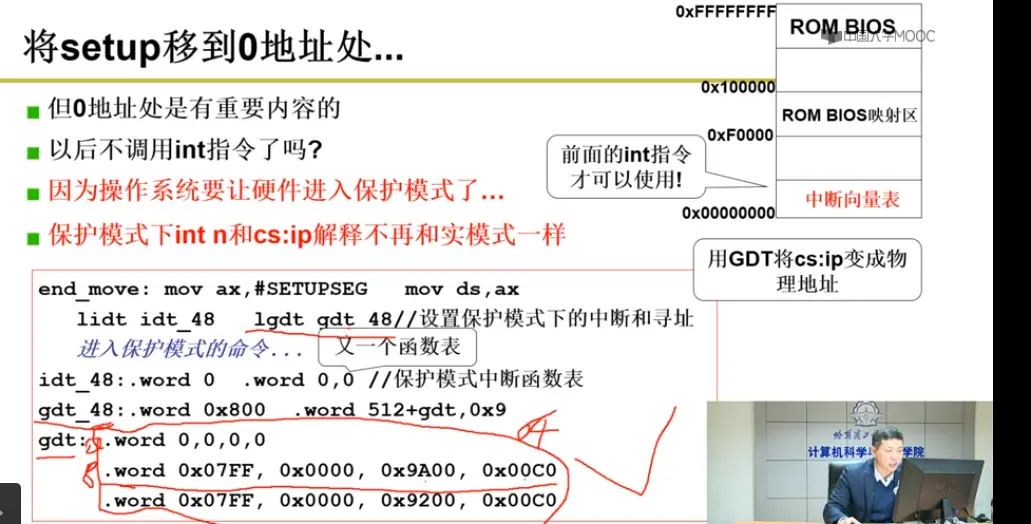 将setup移到0地址处...
但0地址处是有重要内容的
以后不调用int指令了吗?
因为操作系统要让硬件进入保护模式了...
保护模式下int n和cs:ip解释不再和实模式一样
0xFFFFFFFF
ROM BIOS
中国大学MOOC
0x100000
ROM BIOS映射区
0xF0000
前面的int指令
才可以使用!
中断向量表
0x00000000
用GDT将cs:ip变成物
理地址
end_move: mov ax,#SETUPSEG mov ds,ax
lidt idt_48 lgdt gdt_48//设置保护模式下的中断和寻址
进入保护模式的命令...
又一个函数表
idt_48:.word 0 .word 0,0 //保护模式中断函数表
gdt_48:.word 0x800 .word 512+gdt,0x9
gdt: .word 0,0,0,0
.word 0x07FF, 0x0000, 0x9A00, 0x00C0
.word 0x07FF, 0x0000, 0x9200, 0x00C0
8
计算机科学
学院